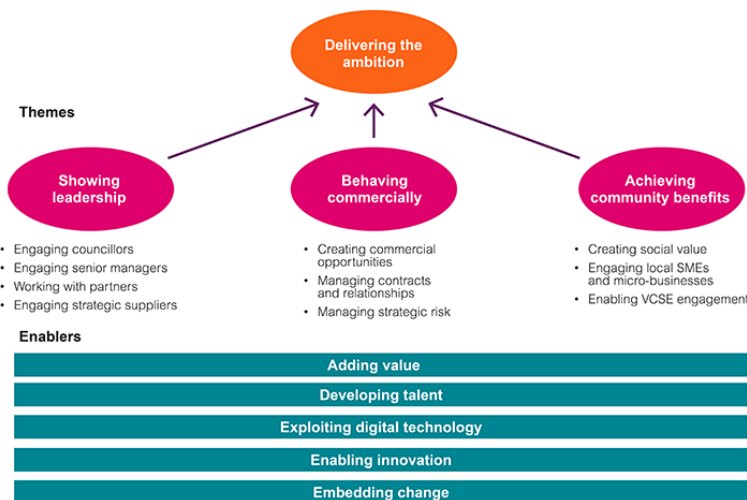 Delivering the
ambition
Themes
Showing
leadership
Behaving
commercially
Achieving
community benefits
• Engaging councillors
• Engaging senior managers
• Working with partners
• Engaging strategic suppliers
• Creating commercial
opportunities
• Managing contracts
and relationships
• Managing strategic risk
• Creating social value
• Engaging local SMEs
and micro-businesses
• Enabling VCSE engagement
Enablers
Adding value
Developing talent
Exploiting digital technology
Enabling innovation
Embedding change